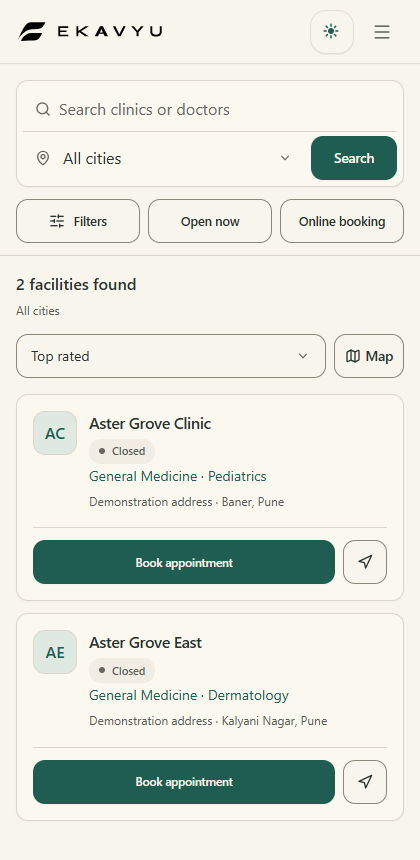 EKAVYU
Search clinics or doctors
All cities
Search
Filters
Open now
Online booking
2 facilities found
All cities
Top rated
Map
AC
Aster Grove Clinic
Closed
General Medicine · Pediatrics
Demonstration address · Baner, Pune
Book appointment
AE
Aster Grove East
Closed
General Medicine · Dermatology
Demonstration address · Kalyani Nagar, Pune
Book appointment